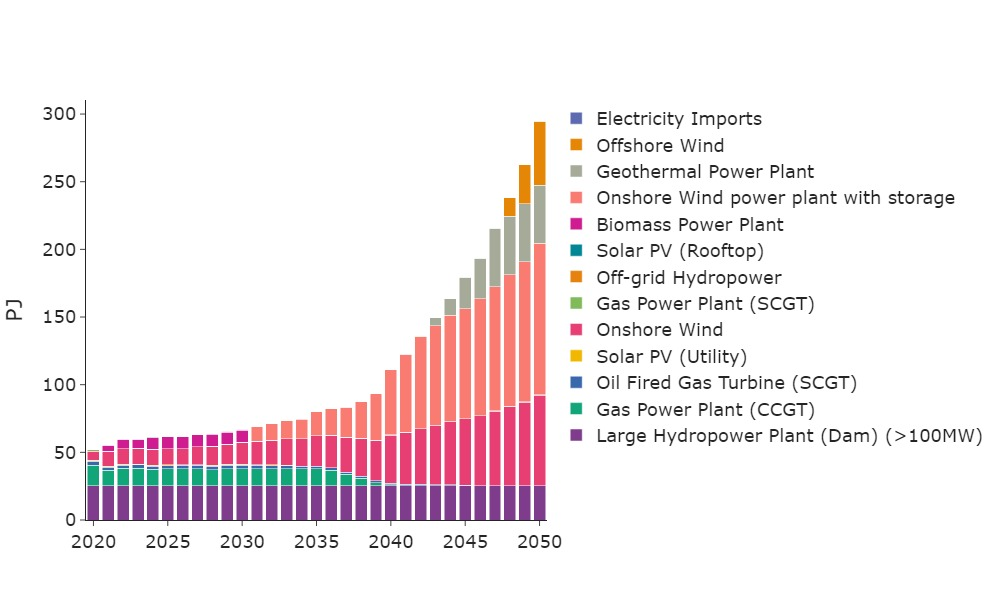 300
250
200
150
100
50
0
PJ
2020 2025 2030 2035 2040 2045 2050
Electricity Imports
Offshore Wind
Geothermal Power Plant
Onshore Wind power plant with storage
Biomass Power Plant
Solar PV (Rooftop)
Off-grid Hydropower
Gas Power Plant (SCGT)
Onshore Wind
Solar PV (Utility)
Oil Fired Gas Turbine (SCGT)
Gas Power Plant (CCGT)
Large Hydropower Plant (Dam) (>100MW)